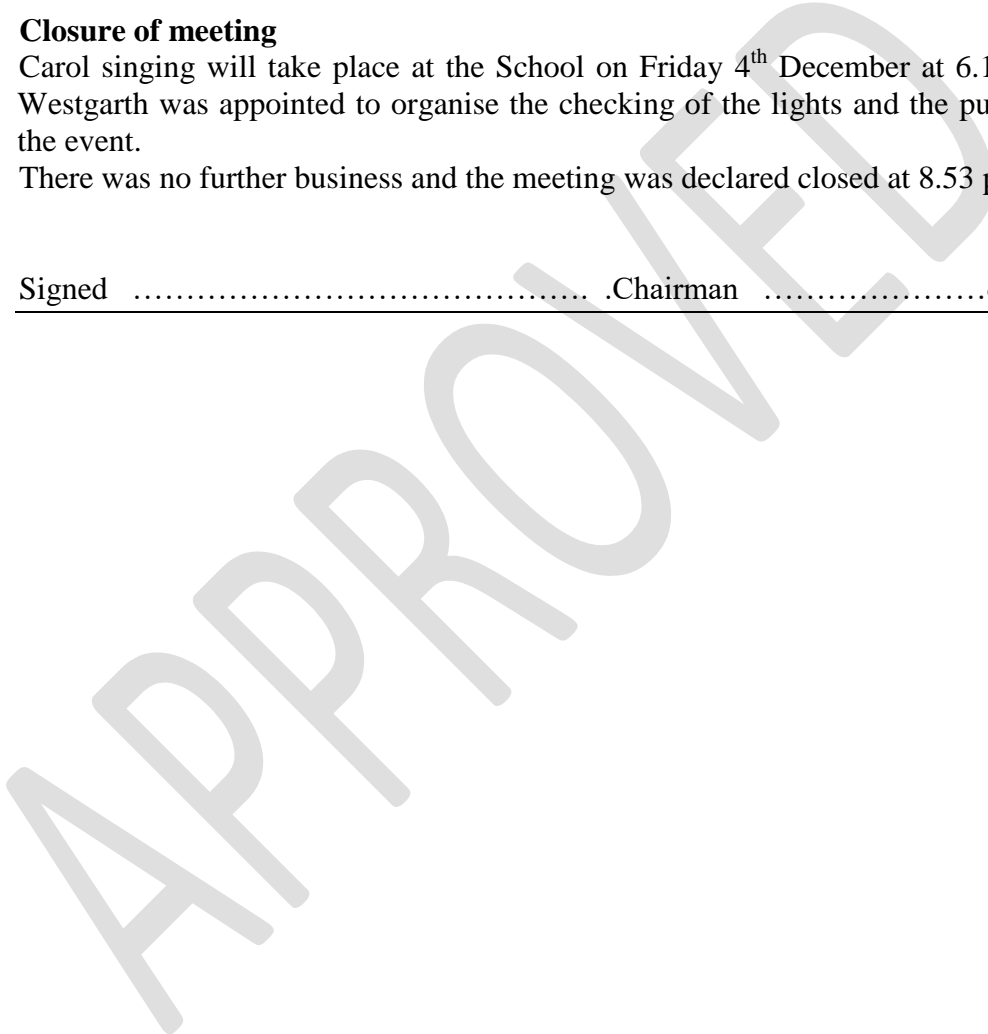 Closure of meeting
Carol singing will take place at the School on Friday 4th December at 6.1
Westgarth was appointed to organise the checking of the lights and the pu
the event.
There was no further business and the meeting was declared closed at 8.53 p
Signed ……………………………………. .Chairman …………………
APPROVED